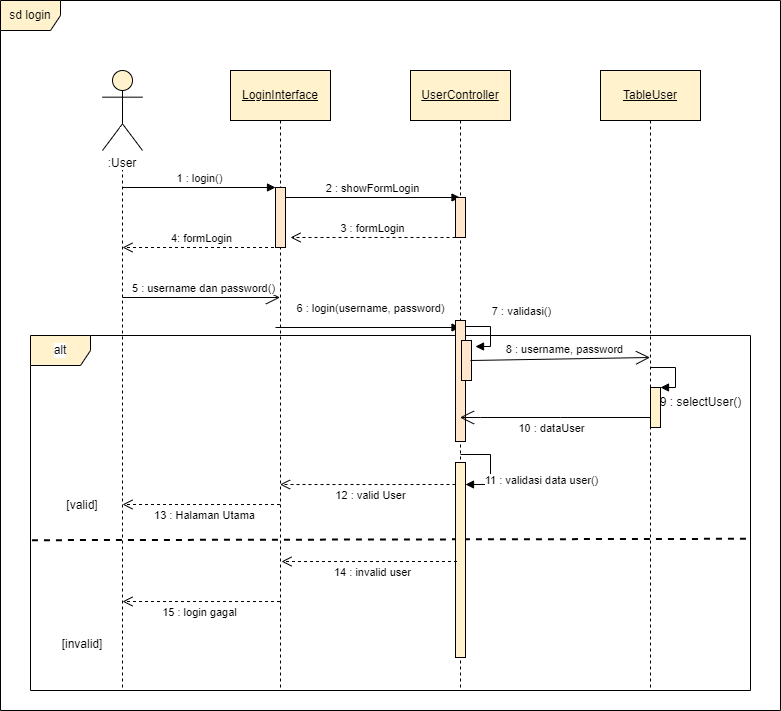 sd login
LoginInterface
UserController
TableUser
:User
1 : login()
2 : showFormLogin
3 : formLogin
4: formLogin
5 : username dan password()
6 : login(username, password)
7 : validasi()
alt
8 : username, password
9 : selectUser()
10 : dataUser
11 : validasi data user()
12 : valid User
[valid]
13 : Halaman Utama
14 : invalid user
15 : login gagal
[invalid]